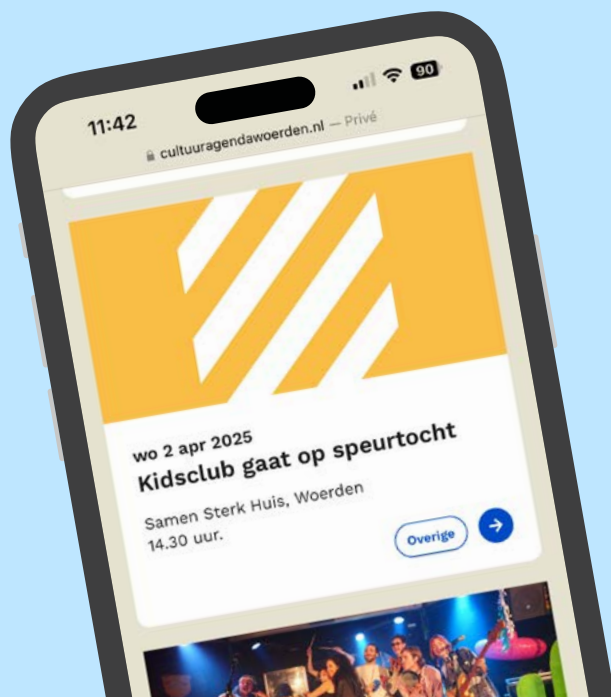 11:42
90
cultuuragendawoerden.nl — Privé
wo 2 apr 2025
Kidsclub gaat op speurtocht
Samen Sterk Huis, Woerden
14.30 uur.
Overige